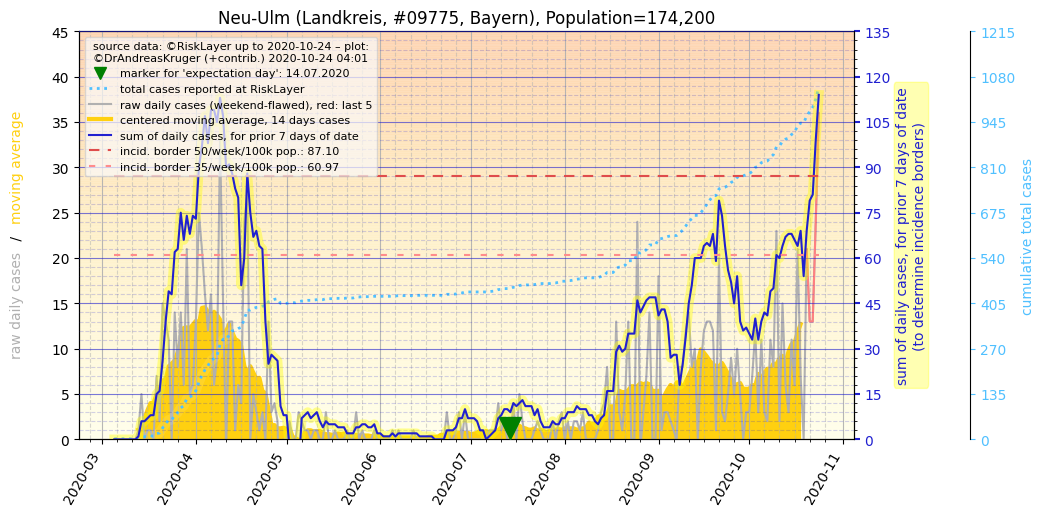 Neu-Ulm (Landkreis, #09775, Bayern), Population=174,200
source data: ©RiskLayer up to 2020-10-24 – plot:
©DrAndreasKruger (+contrib.) 2020-10-24 04:01
marker for 'expectation day': 14.07.2020
total cases reported at RiskLayer
raw daily cases (weekend-flawed), red: last 5
centered moving average, 14 days cases
sum of daily cases, for prior 7 days of date
incid. border 50/week/100k pop.: 87.10
incid. border 35/week/100k pop.: 60.97
raw daily cases / moving average
45
40
35
30
25
20
15
10
5
0
2020-03
2020-04
2020-05
2020-06
2020-07
2020-08
2020-09
2020-10
2020-11
135
120
105
90
75
60
45
30
15
0
sum of daily cases, for prior 7 days of date
(to determine incidence borders)
1215
1080
945
810
675
540
405
270
135
0
cumulative total cases